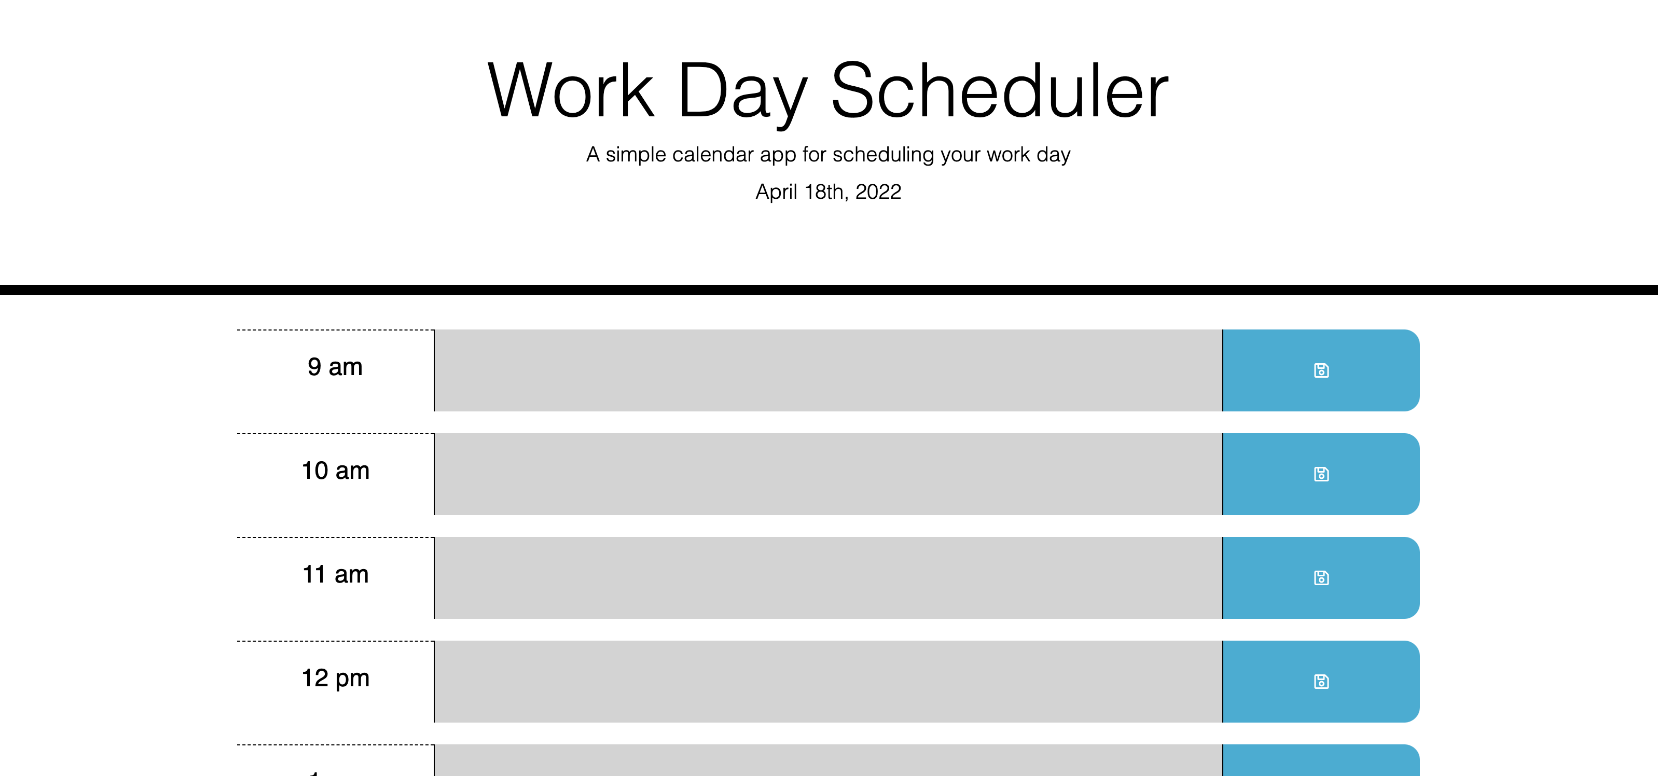 Work Day Scheduler
A simple calendar app for scheduling your work day
April 18th, 2022
9 am
10 am
11 am
12 pm